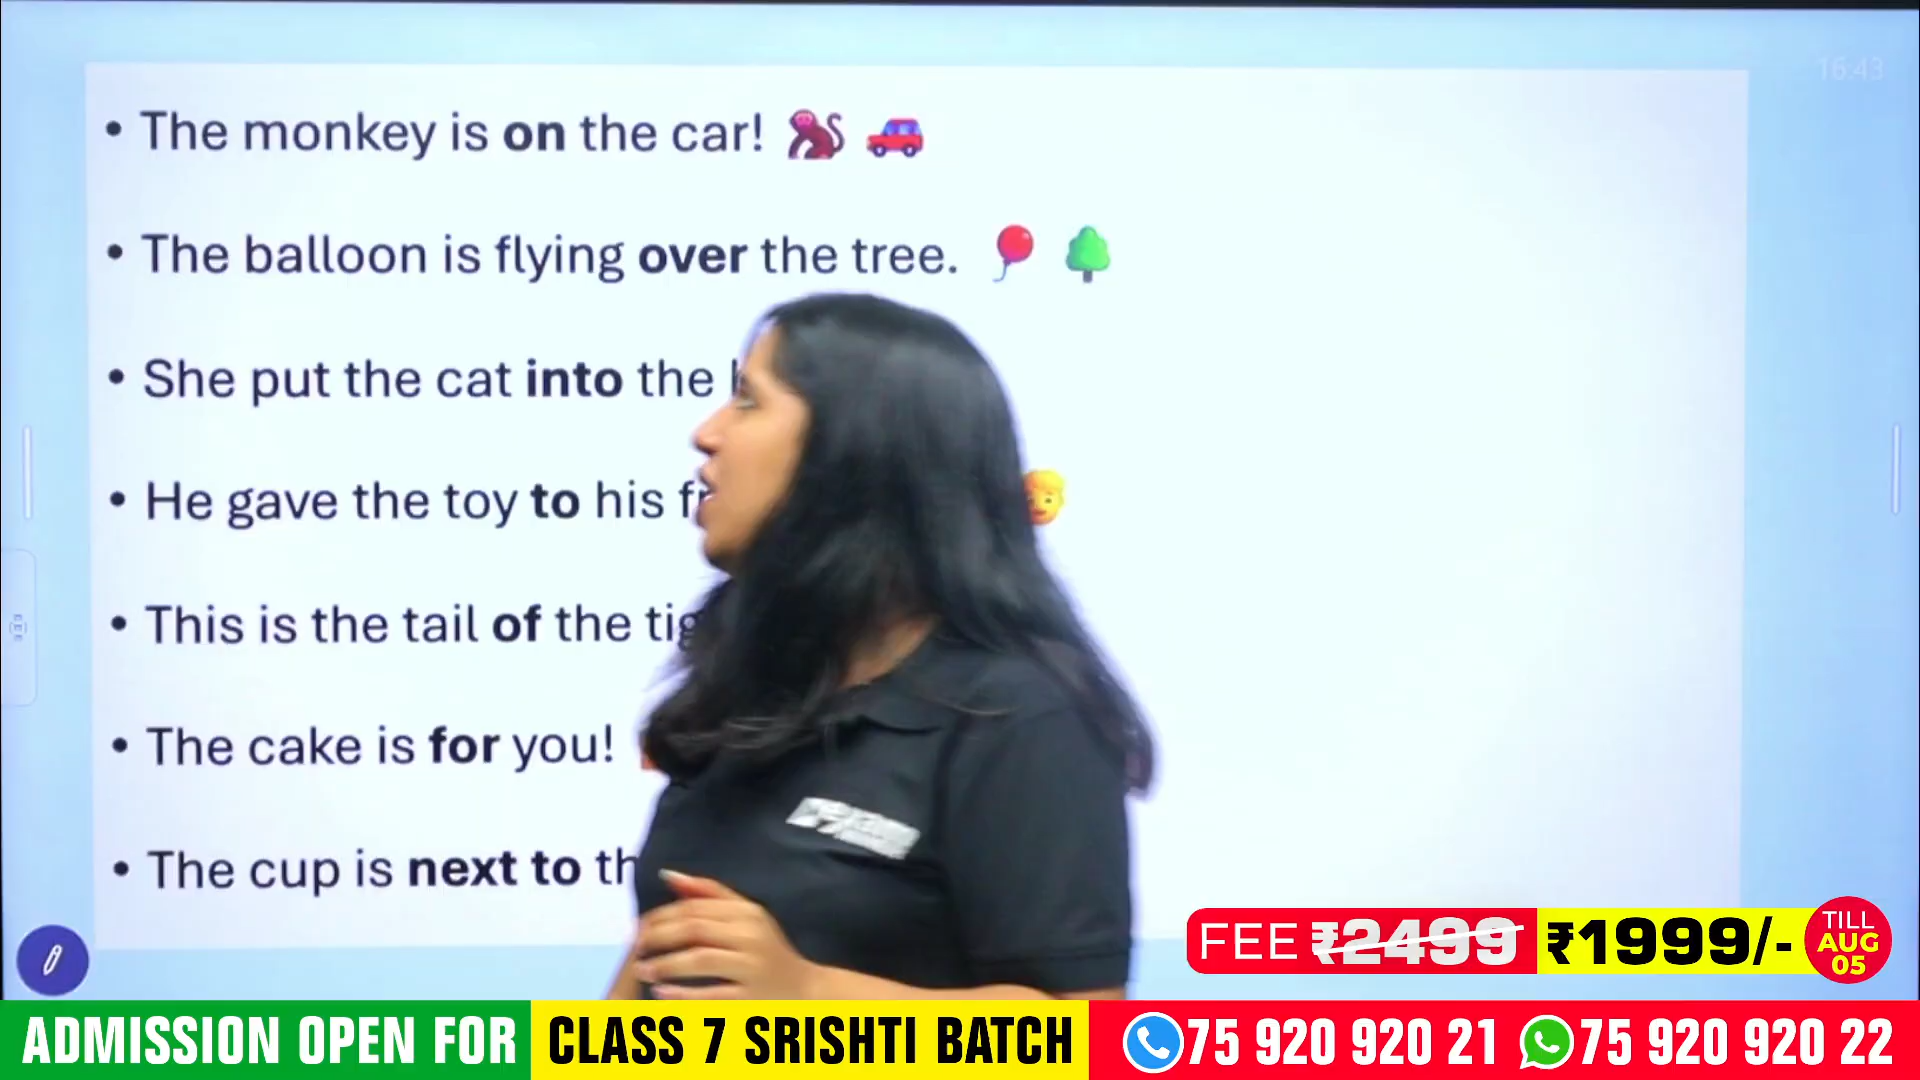 16:43
• The monkey is on the car!
• The balloon is flying over the tree.
• She put the cat into the
• He gave the toy to his
• This is the tail of the
• The cake is for you!
• The cup is next to
FEE ₹2499 ₹1999/- TILL AUG 05
ADMISSION OPEN FOR CLASS 7 SRISHTI BATCH 75 920 920 21 75 920 920 22